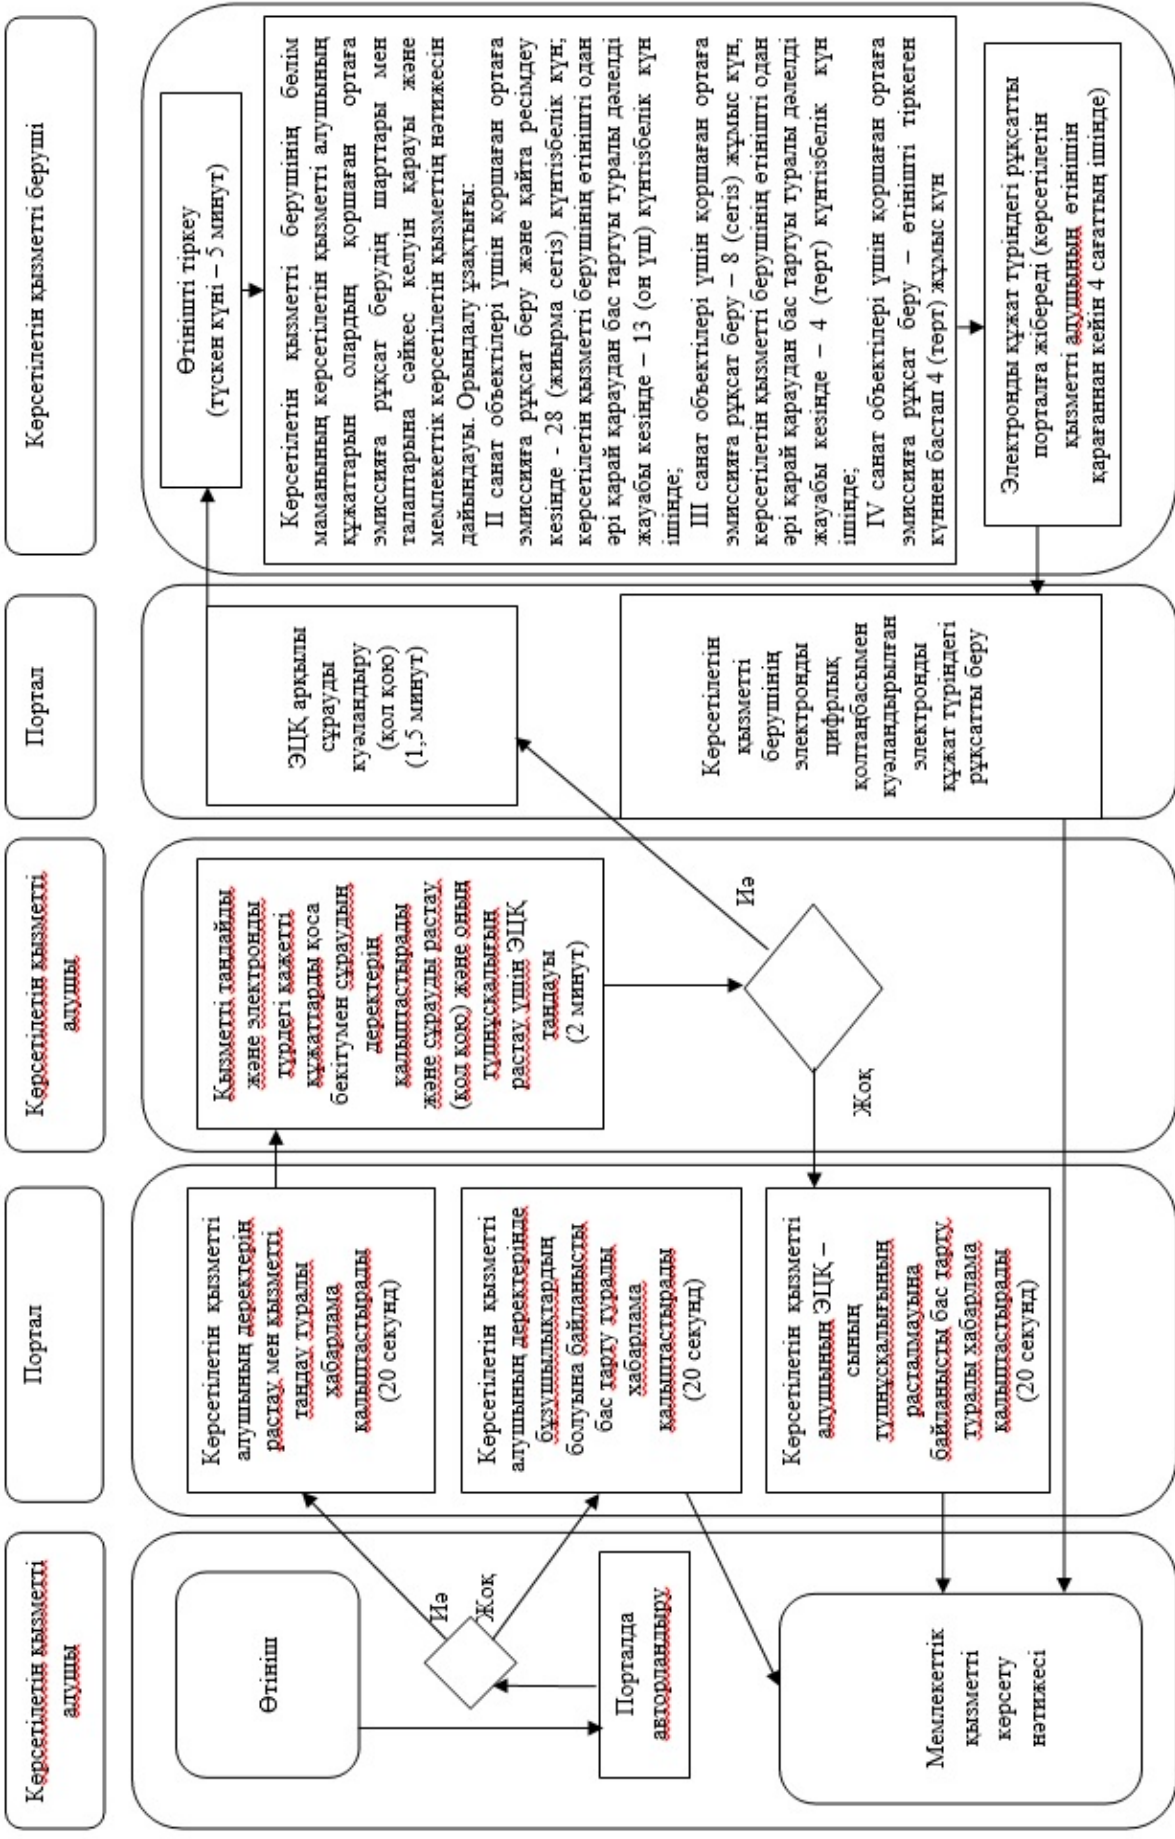 Көрсетілетін қызметті
алушы
Портал
Көрсетілетін қызметті
алушы
Портал
Көрсетілетін қызметті беруші
Өтініш
Иә
Жоқ
Порталда
авторландыру
Мемлекеттік
қызметті
көрсету
нәтижесі
Көрсетілетін қызметті
алушының деректерін
растау мен қызметті
таңдау туралы
хабарлама
қалыптастыралы
(20 секунд)
Көрсетілетін қызметті
алушының деректерінде
бұзушылықтардың
болуына байланысты
бас тарту туралы
хабарлама
қалыптастырады
(20 секунд)
Көрсетілетін қызметті
алушының ЭЦҚ –
сының
түпнұсқалығының
расталмауына
байланысты бас тарту
туралы хабарлама
қалыптастыралы
(20 секунд)
Қызметті таңдайды
және электронды
түрдегі қажетті
құжаттарды қоса
бекітумен сұраудың
деректерін
қалыптастырады
және сұрауды растау
(қол қою) және оның
түпнұсқалығын
растау үшін ЭЦҚ
таңдауы
(2 минут)
Иә
Жоқ
ЭЦҚ арқылы
сұрауды
куәландыру
(қол қою)
(1,5 минут)
Көрсетілетін
қызметті
берушінің
электронды
цифрлық
қолтаңбасымен
куәландырылған
электронды
құжат түріндегі
рұқсатты беру
Өтінішті тіркеу
(түскен күні – 5 минут)
Көрсетілетін қызметті берушінің бөлім
маманының көрсетілетін қызметті алушының
құжаттарын олардың қоршаған ортаға
эмиссияға рұқсат берудің шарттары мен
талаптарына сәйкес келуін қарауы және
мемлекеттік көрсетілетін қызметтің нәтижесін
дайындауы. Орындалу ұзақтығы:
II санат объектілері үшін қоршаған ортаға
эмиссияға рұқсат беру және қайта ресімдеу
кезінде - 28 (жиырма сегіз) күнтізбелік күн;
көрсетілетін қызметті берушінің өтінішті одан
әрі қарай қараудан бас тартуы туралы дәлелді
жауабы кезінде – 13 (он үш) күнтізбелік күн
ішінде;
III санат объектілері үшін қоршаған ортаға
эмиссияға рұқсат беру – 8 (сегіз) жұмыс күн,
көрсетілетін қызметті берушінің өтінішті одан
әрі қарай қараудан бас тартуы туралы дәлелді
жауабы кезінде – 4 (төрт) күнтізбелік күн
ішінде;
IV санат объектілері үшін қоршаған ортаға
эмиссияға рұқсат беру – өтінішті тіркеген
күннен бастап 4 (төрт) жұмыс күн
Электронды құжат түріндегі рұқсатты
порталға жібереді (көрсетілетін
қызметті алушының өтінішін
қарағаннан кейін 4 сағаттың ішінде)